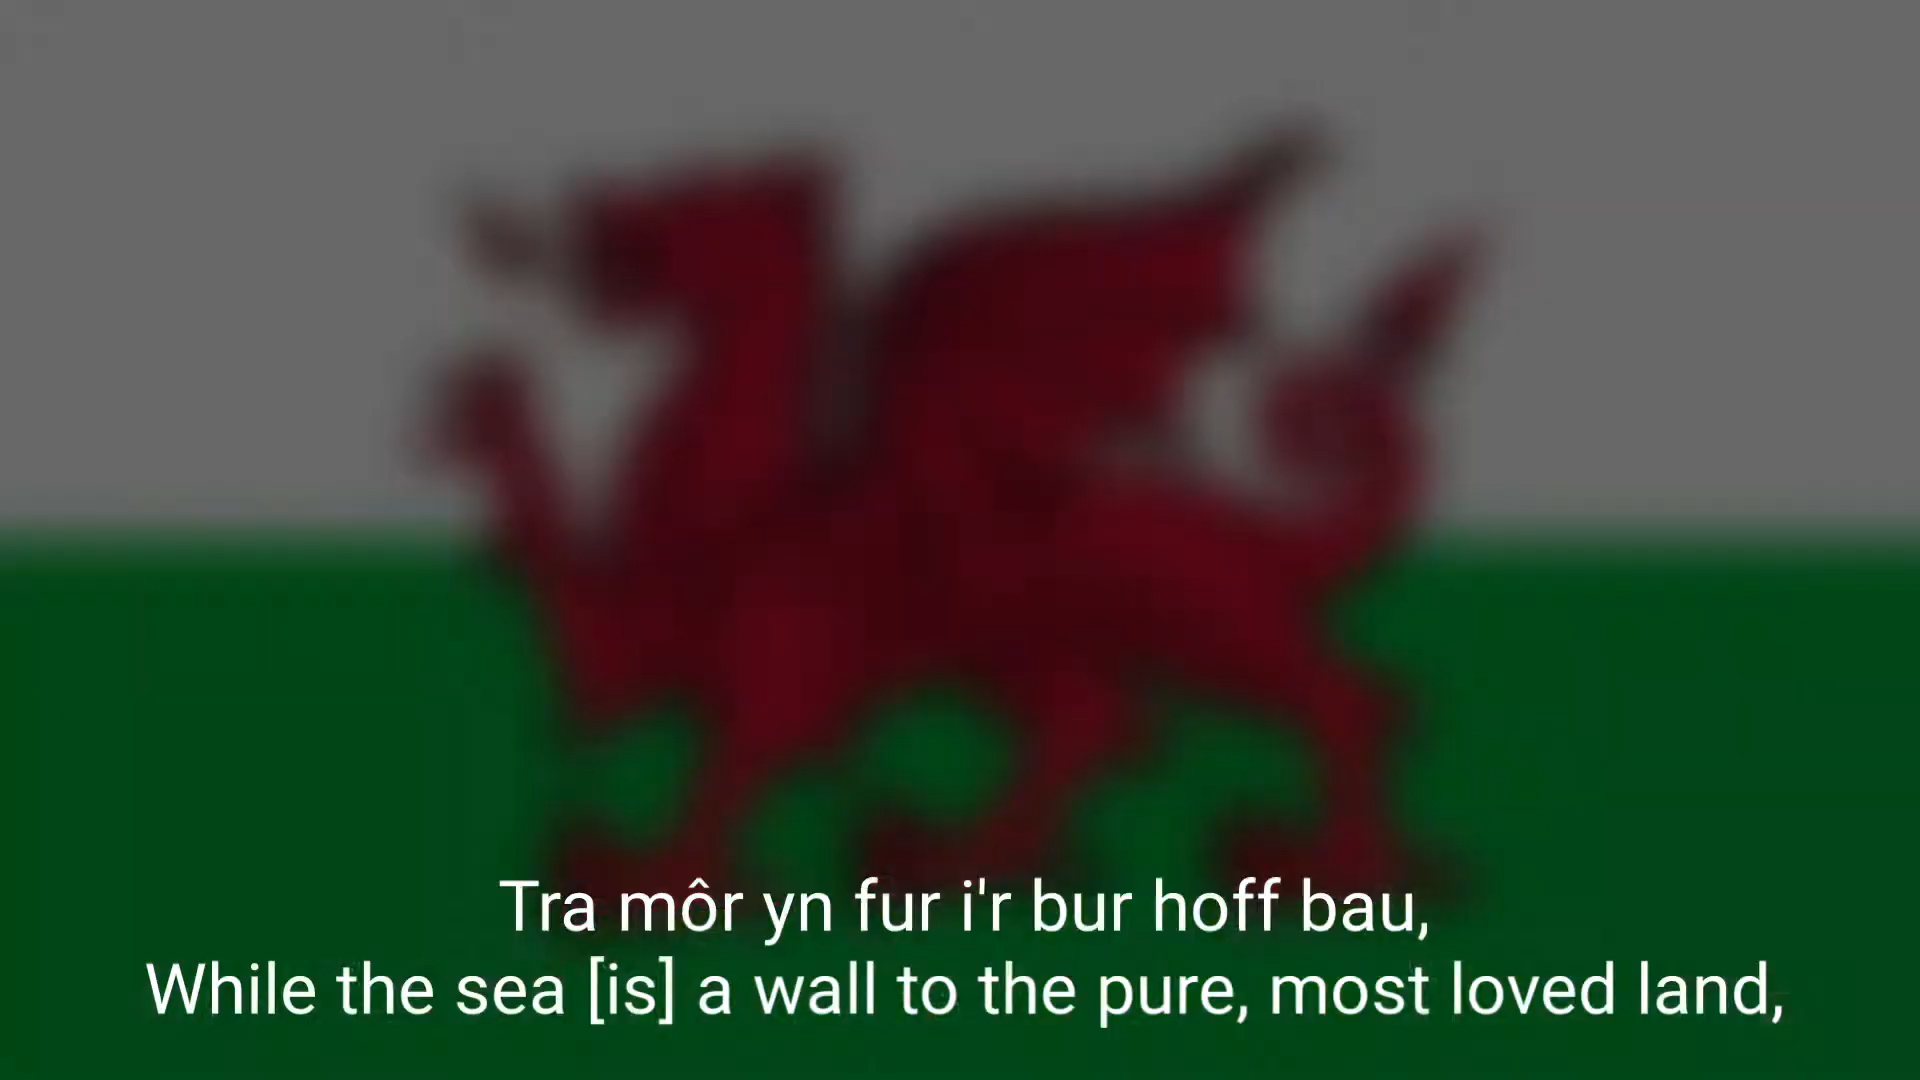 Tra môr yn fur i'r bur hoff bau,
While the sea [is] a wall to the pure, most loved land,